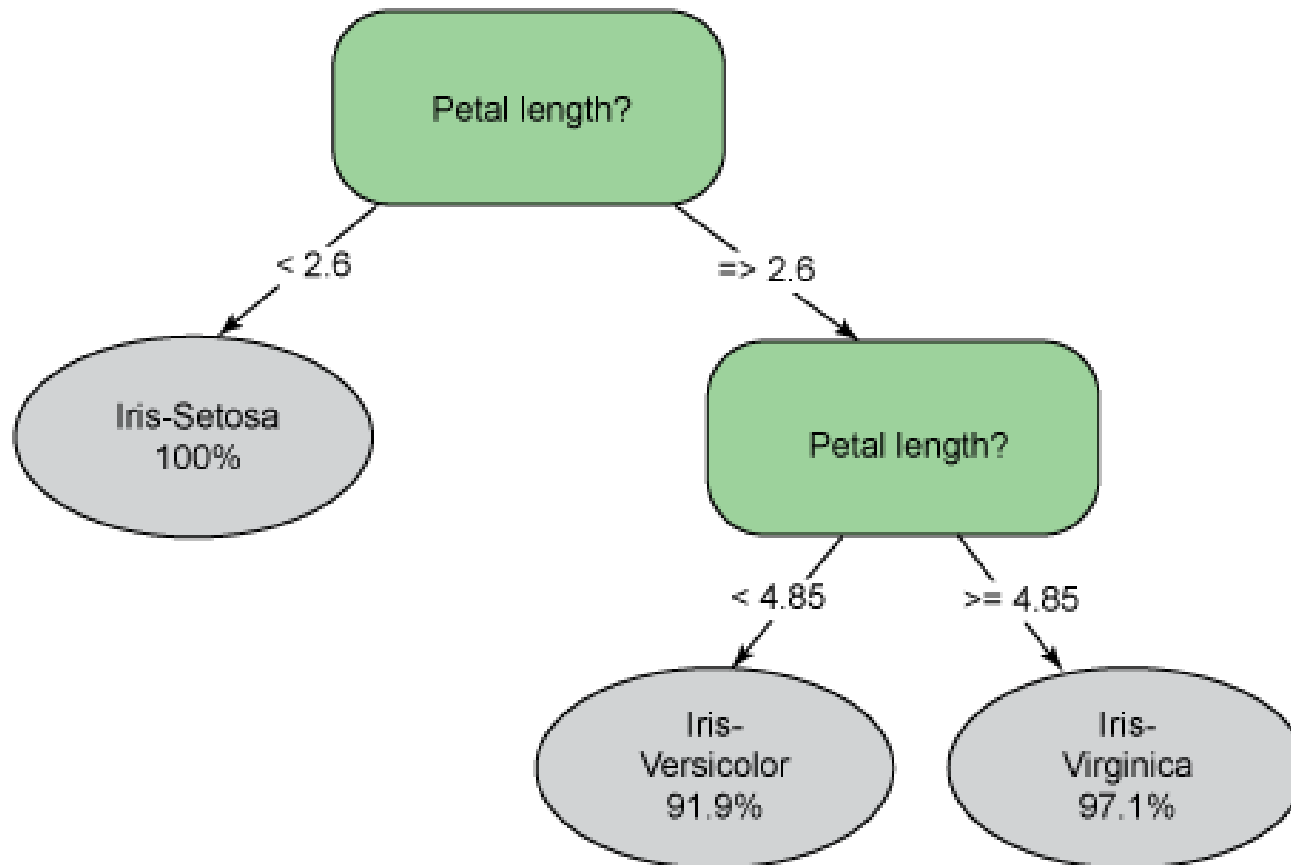 Petal length?
< 2.6
=> 2.6
Iris-Setosa
100%
Petal length?
< 4.85
>= 4.85
Iris-
Versicolor
91.9%
Iris-
Virginica
97.1%